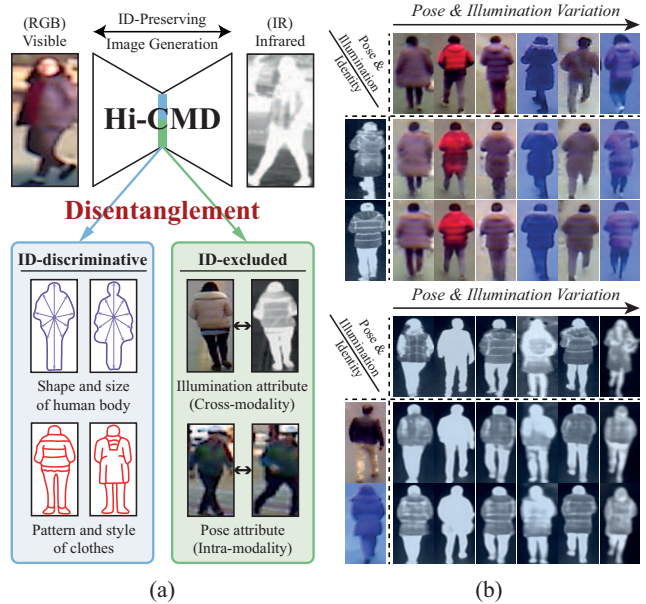 (RGB)
Visible
ID-Preserving
Image Generation
(IR)
Infrared
Hi-CMD
Disentanglement
ID-discriminative
Shape and size
of human body
Pattern and style
of clothes
ID-excluded
Illumination attribute
(Cross-modality)
Pose attribute
(Intra-modality)
(a)
(b)
Pose & Illumination Variation
Pose &
Illumination
Identity
Pose & Illumination Variation
Pose &
Illumination
Identity